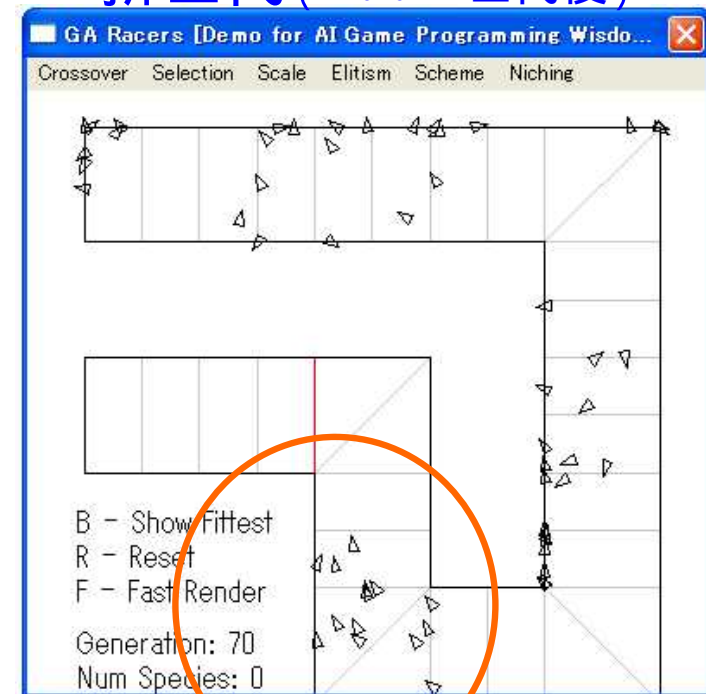 GA Racers [Demo for AI Game Programming Wisdo...
Crossover Selection Scale Elitism Scheme Niching
B - Show Fittest
R - Reset
F - Fast Render
Generation: 70
Num Species: 0